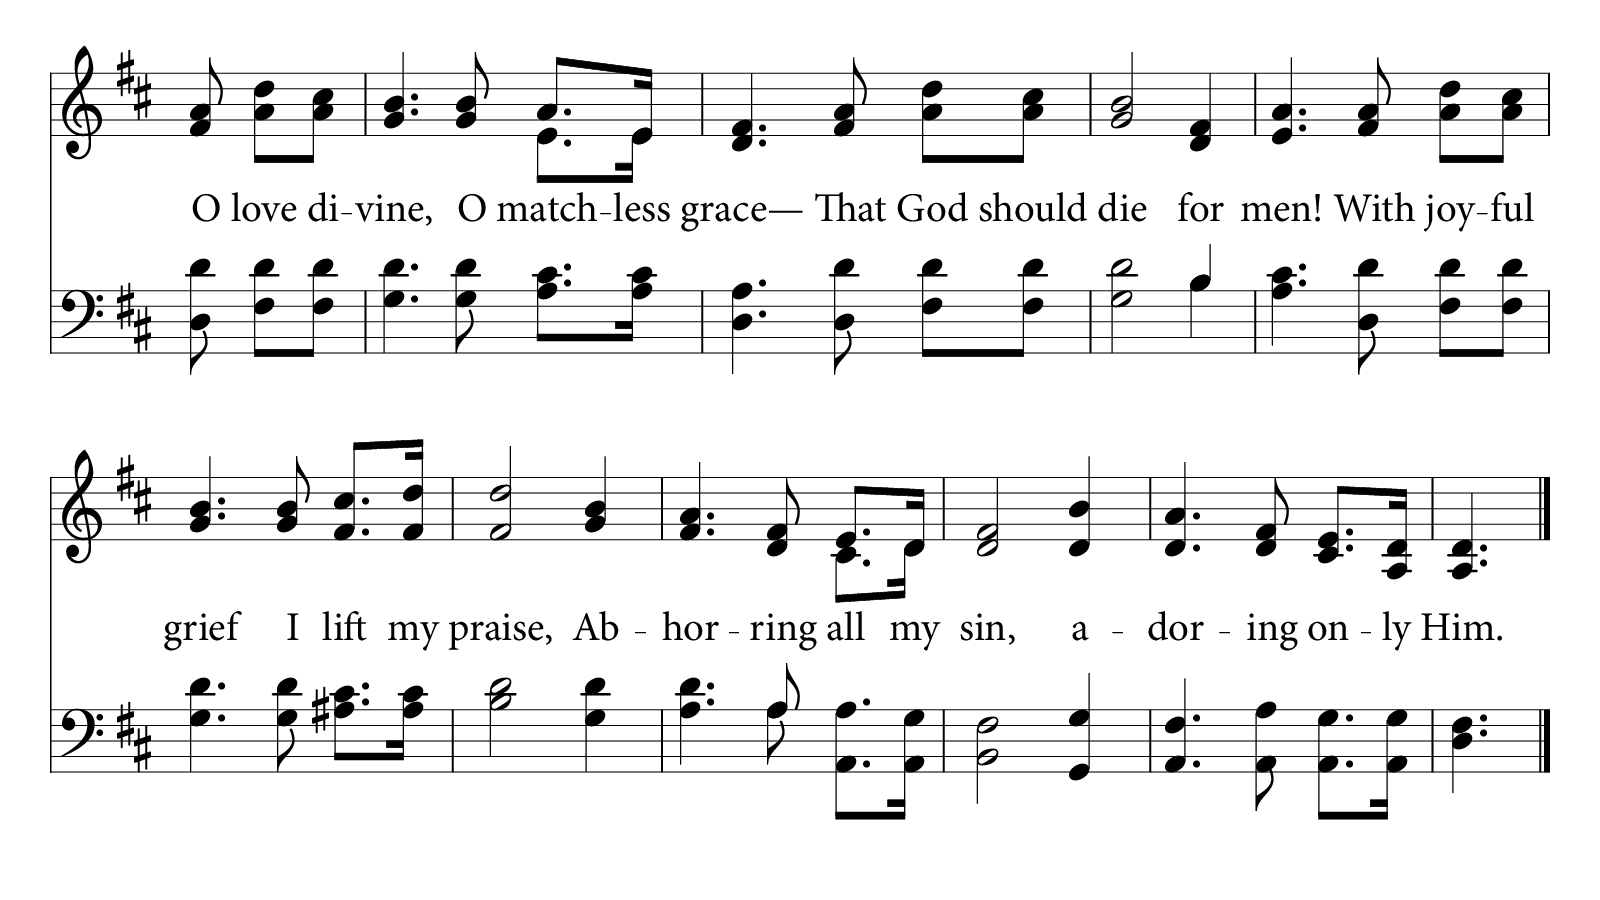 O love di-vine, O match-less grace— That God should die for men! With joy-ful
grief I lift my praise, Ab - hor - ring all my sin, a - dor - ing on - ly Him.